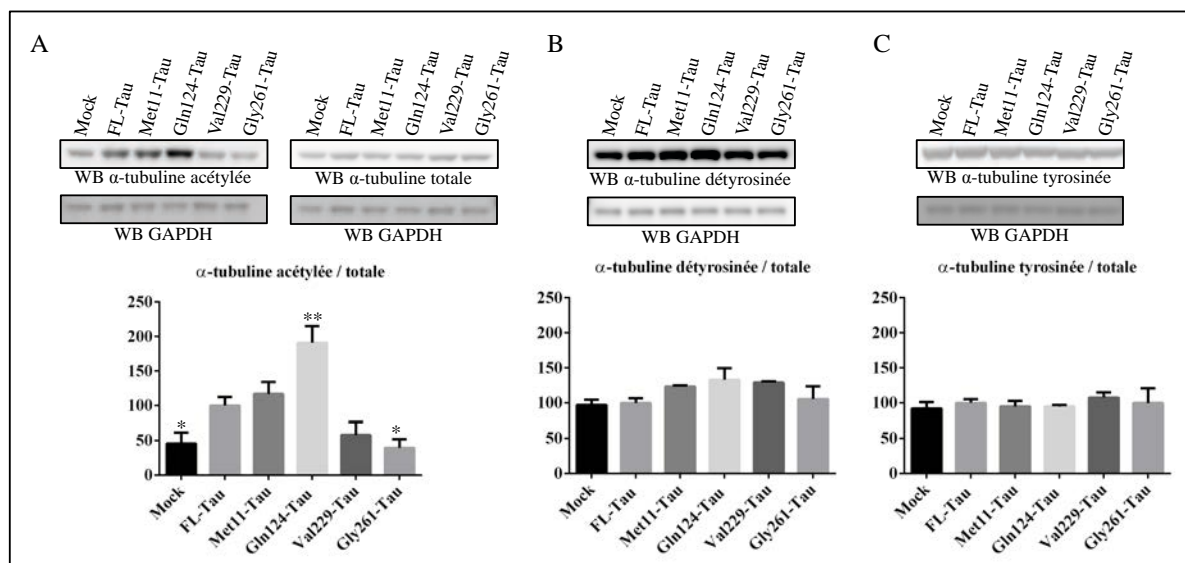 A
Mock
FL-Tau
Met11-Tau
Gln124-Tau
Val229-Tau
Gly261-Tau
WB α-tubuline acétylée
WB GAPDH
Mock
FL-Tau
Met11-Tau
Gln124-Tau
Val229-Tau
Gly261-Tau
WB α-tubuline totale
WB GAPDH
α-tubuline acétylée / totale
250
200
150
100
50
0
*
**
*
Mock
FL-Tau
Met11-Tau
Gln124-Tau
Val229-Tau
Gly261-Tau
B
Mock
FL-Tau
Met11-Tau
Gln124-Tau
Val229-Tau
Gly261-Tau
WB α-tubuline détyrosinée
WB GAPDH
α-tubuline détyrosinée / totale
250
200
150
100
50
0
Mock
FL-Tau
Met11-Tau
Gln124-Tau
Val229-Tau
Gly261-Tau
C
Mock
FL-Tau
Met11-Tau
Gln124-Tau
Val229-Tau
Gly261-Tau
WB α-tubuline tyrosinée
WB GAPDH
α-tubuline tyrosinée / totale
250
200
150
100
50
0
Mock
FL-Tau
Met11-Tau
Gln124-Tau
Val229-Tau
Gly261-Tau